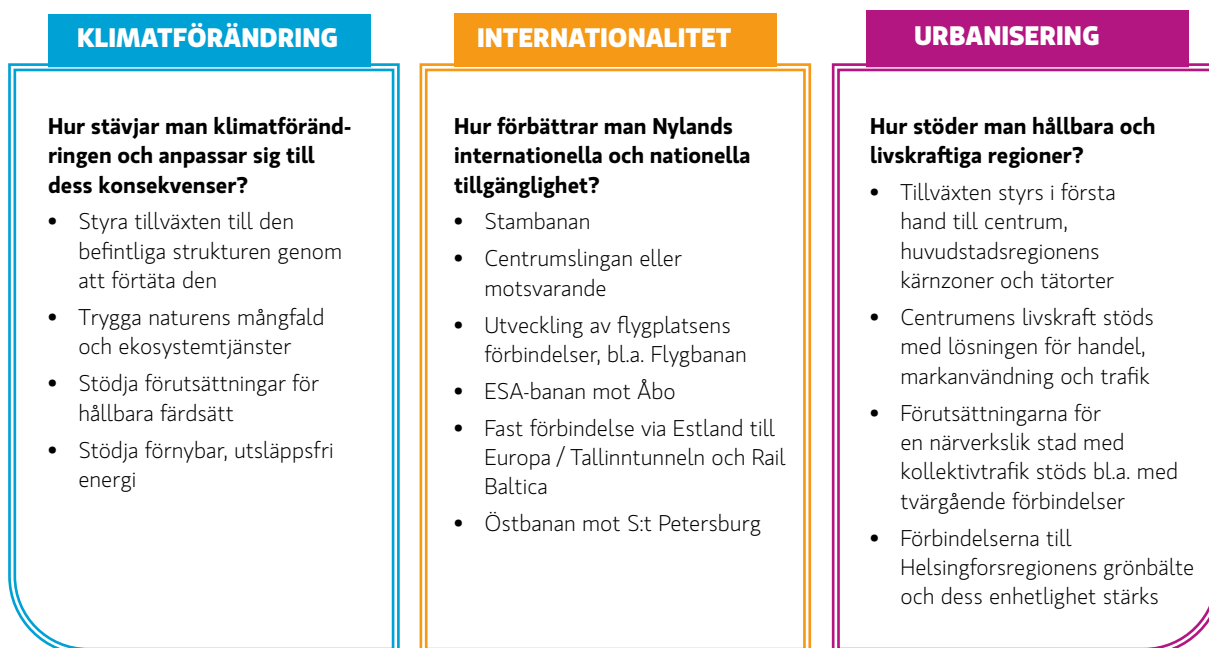 KLIMATFÖRÄNDRING
Hur stävjar man klimatföränd-
ringen och anpassar sig till
dess konsekvenser?
• Styra tillväxten till den
befintliga strukturen genom
att förtäta den
• Trygga naturens mångfald
och ekosystemtjänster
• Stödja förutsättningar för
hållbara färdsätt
• Stödja förnybar, utsläppsfri
energi
INTERNATIONALITET
Hur förbättrar man Nylands
internationella och nationella
tillgänglighet?
• Stambanan
• Centrumslingan eller
motsvarande
• Utveckling av flygplatsens
förbindelser, bl.a. Flygbanan
• ESA-banan mot Åbo
• Fast förbindelse via Estland till
Europa / Tallinntunneln och Rail
Baltica
• Östbanan mot S:t Petersburg
URBANISERING
Hur stöder man hållbara och
livskraftiga regioner?
• Tillväxten styrs i första
hand till centrum,
huvudstadsregionens
kärnzoner och tätorter
• Centrumens livskraft stöds
med lösningen för handel,
markanvändning och trafik
• Förutsättningarna för
en närverkslik stad med
kollektivtrafik stöds bl.a. med
tvärgående förbindelser
• Förbindelserna till
Helsingforsregionens grönbälte
och dess enhetlighet stärks